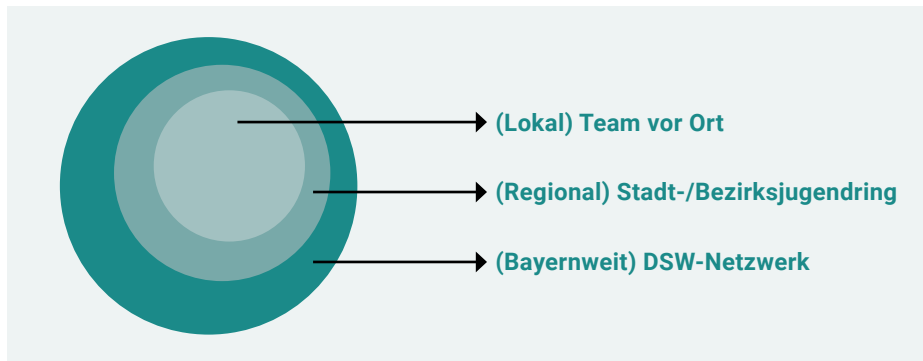 (Lokal) Team vor Ort
(Regional) Stadt-/Bezirksjugendring
(Bayernweit) DSW-Netzwerk